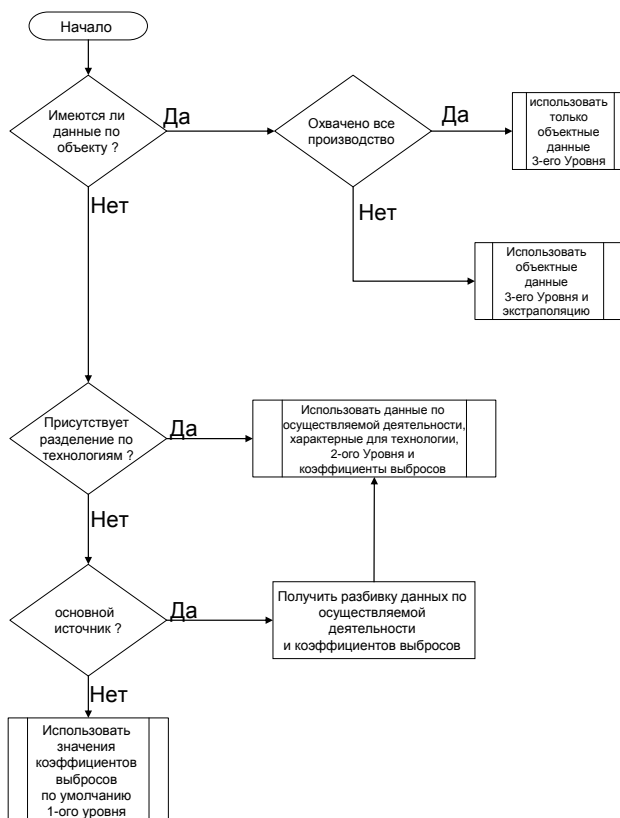 Начало
Имеются ли
данные по
объекту ?
Да
Охвачено все
производство
Да
использовать
только
объектные
данные
3-его Уровня
Нет
Нет
Использовать
объектные
данные
3-его Уровня и
экстраполяцию
Присутствует
разделение по
технологиям ?
Да
Использовать данные по
осуществляемой деятельности,
характерные для технологии,
2-ого Уровня и
коэффициенты выбросов
Нет
основной
источник ?
Да
Получить разбивку данных по
осуществляемой
деятельности
и коэффициентов выбросов
Нет
Использовать
значения
коэффициентов
выбросов
по умолчанию
1-ого уровня